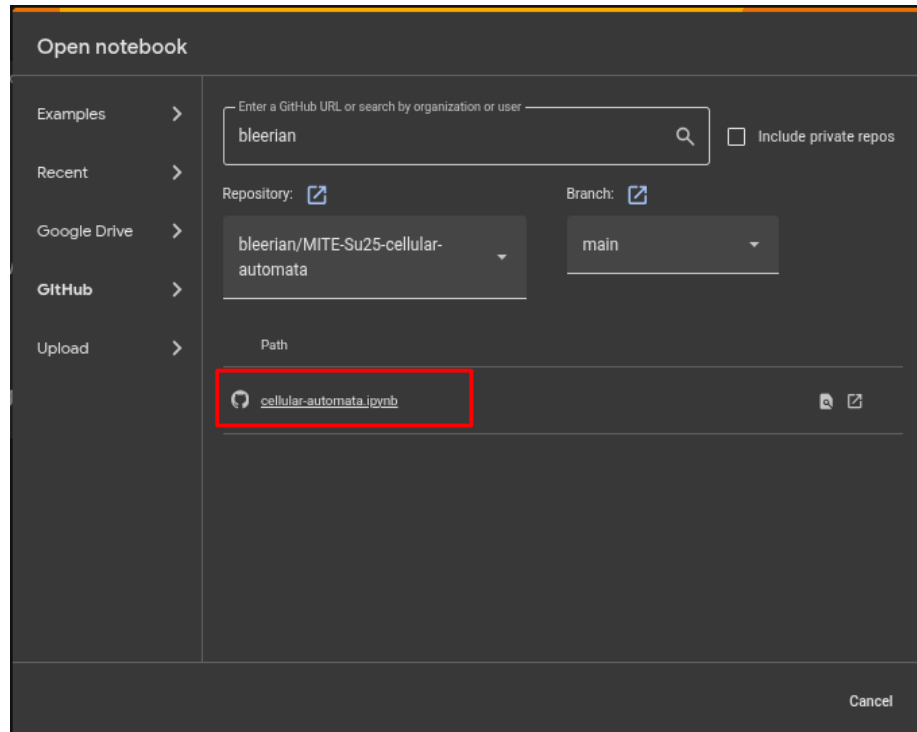 Open notebook
Examples
Recent
Google Drive
GitHub
Upload
Enter a GitHub URL or search by organization or user
bleerian
Include private repos
Repository:
Branch:
bleerian/MITE-Su25-cellular-
automata
main
Path
cellular-automata.ipynb
Cancel